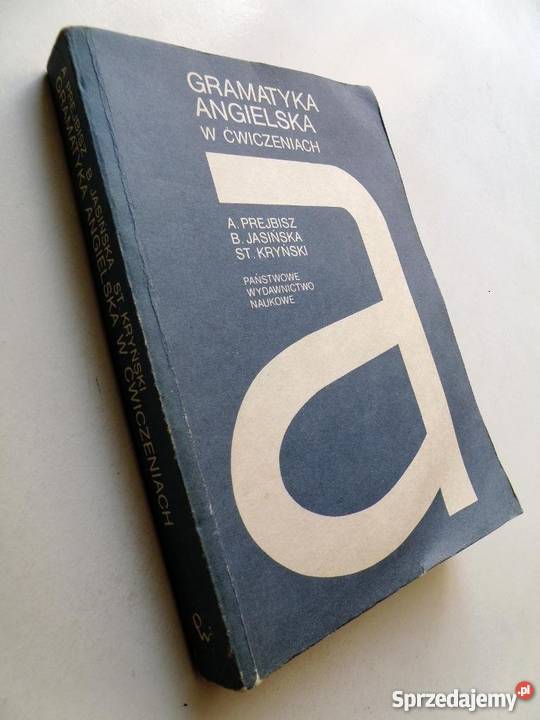 GRAMATYKA
ANGIELSKA
W ĆWICZENIACH
a
A. PREJBISZ
B. JASIŃSKA
ST. KRYŃSKI
PAŃSTWOWE
WYDAWNICTWO
NAUKOWE
A. PREJBISZ B. JASIŃSKA ST. KRYŃSKI
GRAMATYKA ANGIELSKA W ĆWICZENIACH
Sprzedajemy.pl